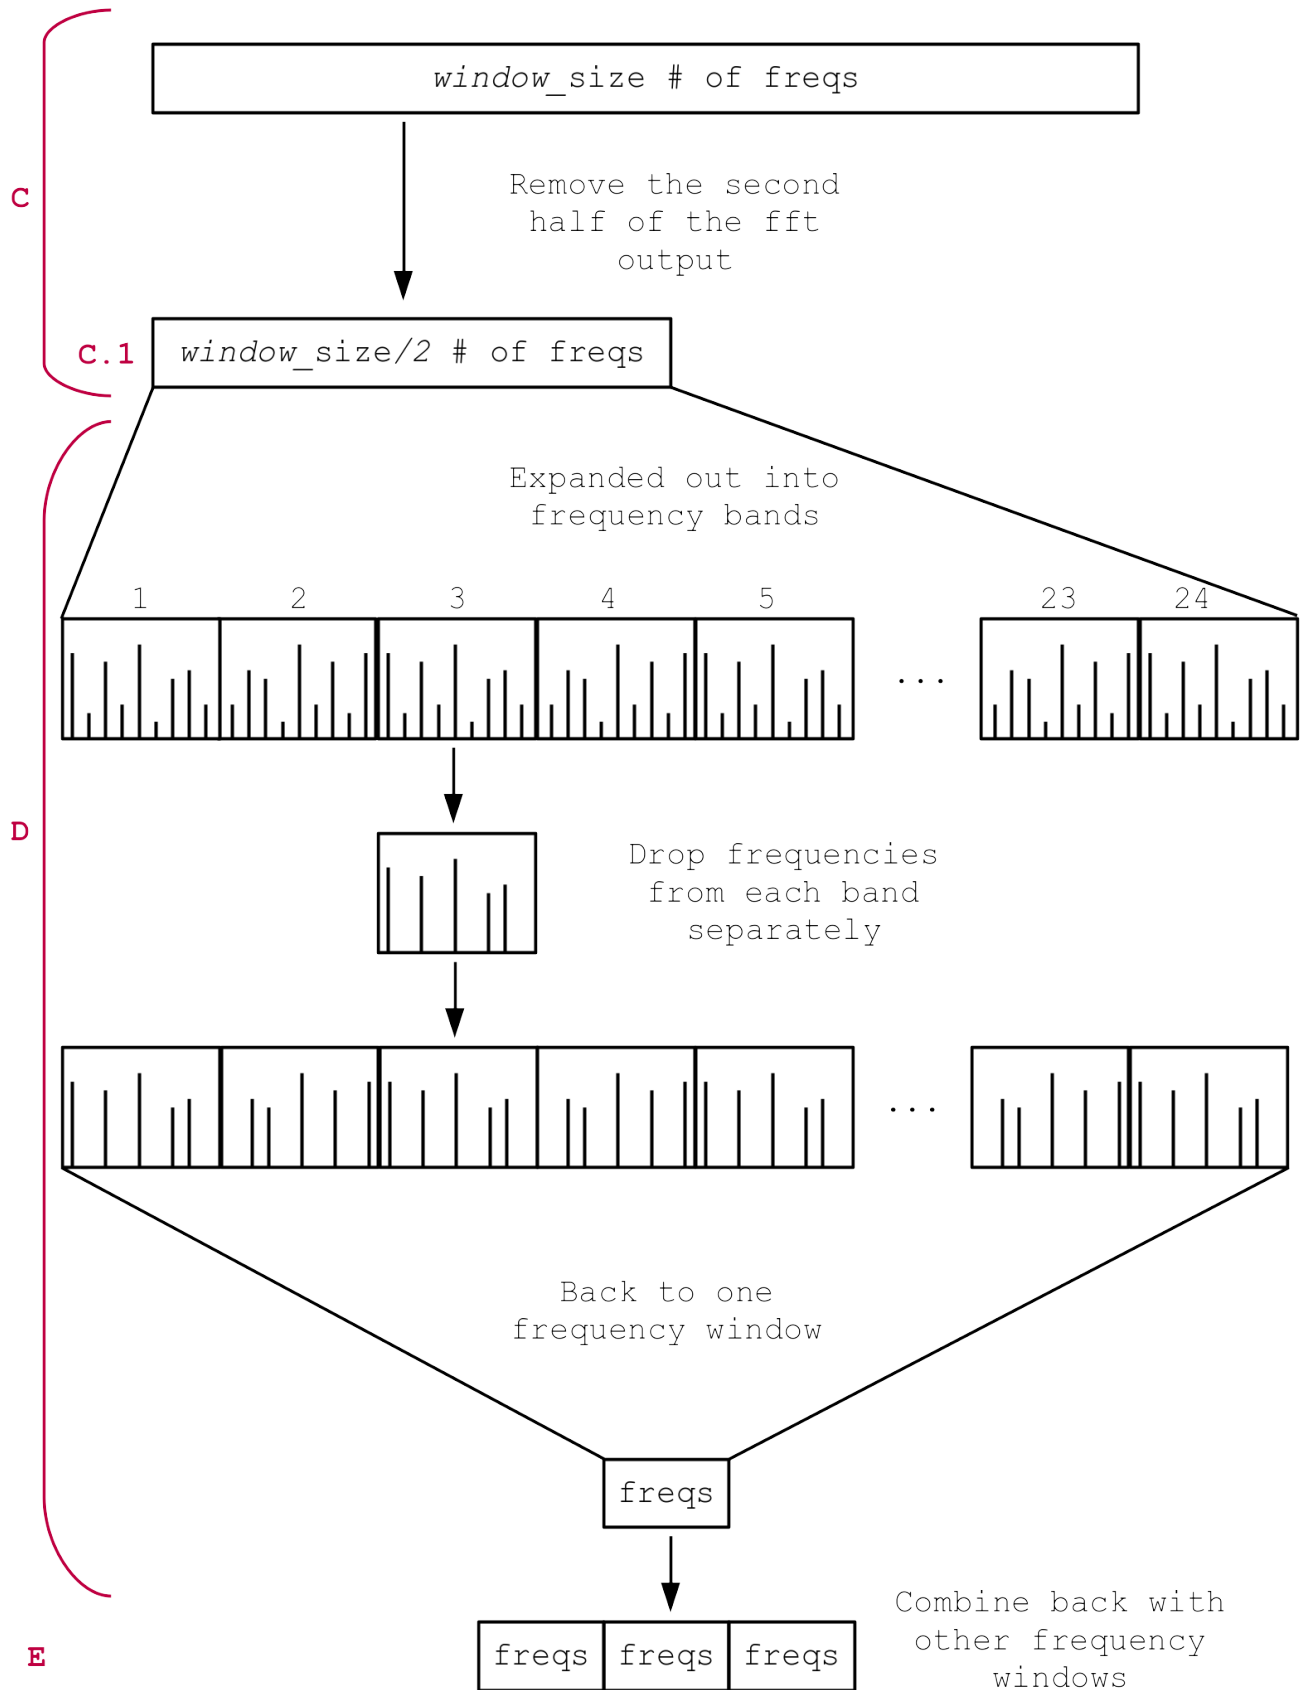 window_size # of freqs
C
Remove the second
half of the fft
output
C.1
window_size/2 # of freqs
Expanded out into
frequency bands
1 2 3 4 5 23 24
...
D
Drop frequencies
from each band
separately
...
Back to one
frequency window
freqs
E
freqs freqs freqs
Combine back with
other frequency
windows